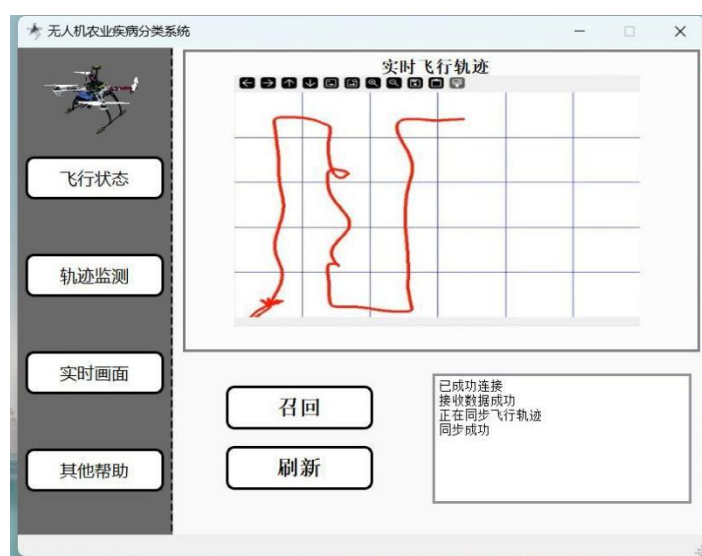 无人机农业疾病分类系统
实时飞行轨迹
飞行状态
轨迹监测
实时画面
其他帮助
召回
刷新
已成功连接
接收数据成功
正在同步飞行轨迹
同步成功